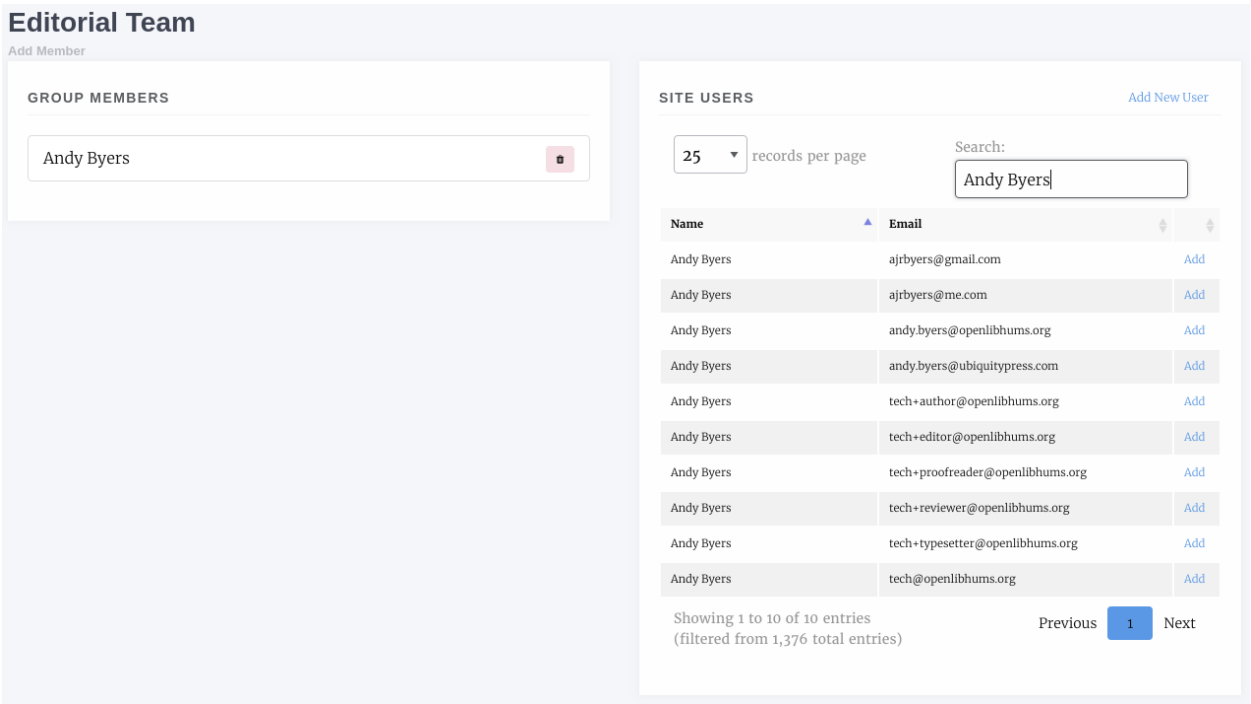 Editorial Team
Add Member
GROUP MEMBERS
Andy Byers
SITE USERS
Add New User
25 records per page
Search:
Andy Byers
Name Email
Andy Byers ajrbyers@gmail.com Add
Andy Byers ajrbyers@me.com Add
Andy Byers andy.byers@openlibhums.org Add
Andy Byers andy.byers@ubiquitypress.com Add
Andy Byers tech+author@openlibhums.org Add
Andy Byers tech+editor@openlibhums.org Add
Andy Byers tech+proofreader@openlibhums.org Add
Andy Byers tech+reviewer@openlibhums.org Add
Andy Byers tech+typesetter@openlibhums.org Add
Andy Byers tech@openlibhums.org Add
Showing 1 to 10 of 10 entries
(filtered from 1,376 total entries)
Previous 1 Next